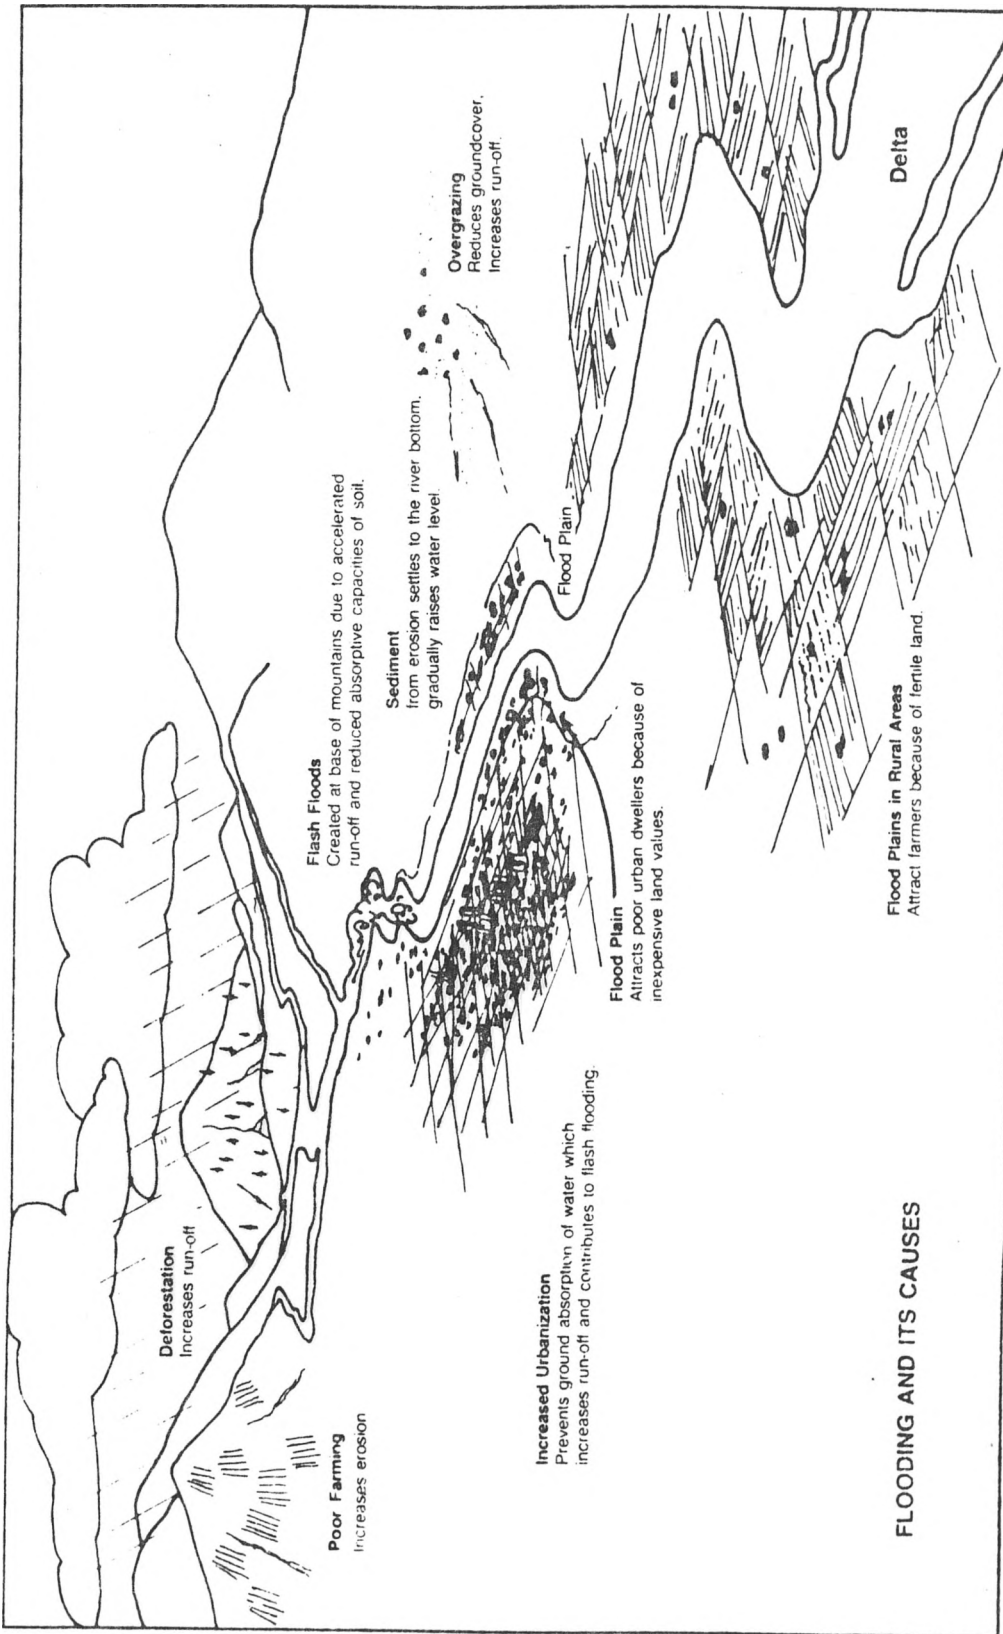 Deforestation
Increases run-off
Poor Farming
Increases erosion
Flash Floods
Created at base of mountains due to accelerated
run-off and reduced absorptive capacities of soil.
Sediment
from erosion settles to the river bottom,
gradually raises water level.
Overgrazing
Reduces groundcover.
Increases run-off.
Increased Urbanization
Prevents ground absorption of water which
increases run-off and contributes to flash flooding.
Flood Plain
Attracts poor urban dwellers because of
inexpensive land values.
Flood Plain
Flood Plains in Rural Areas
Attract farmers because of fertile land.
Delta
FLOODING AND ITS CAUSES